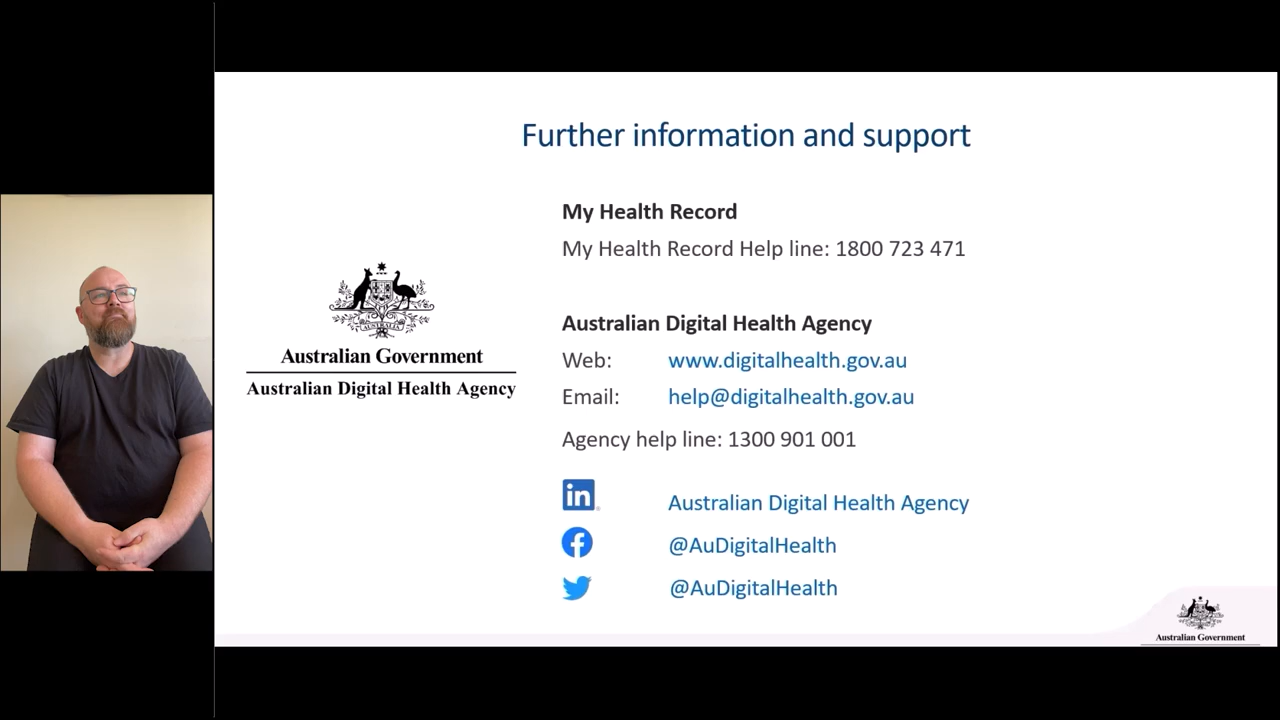 Further information and support
My Health Record
My Health Record Help line: 1800 723 471
AUSTRALIA
Australian Government
Australian Digital Health Agency
Australian Digital Health Agency
Web: www.digitalhealth.gov.au
Email: help@digitalhealth.gov.au
Agency help line: 1300 901 001
in Australian Digital Health Agency
f @AuDigitalHealth
@AuDigitalHealth
Australian Government